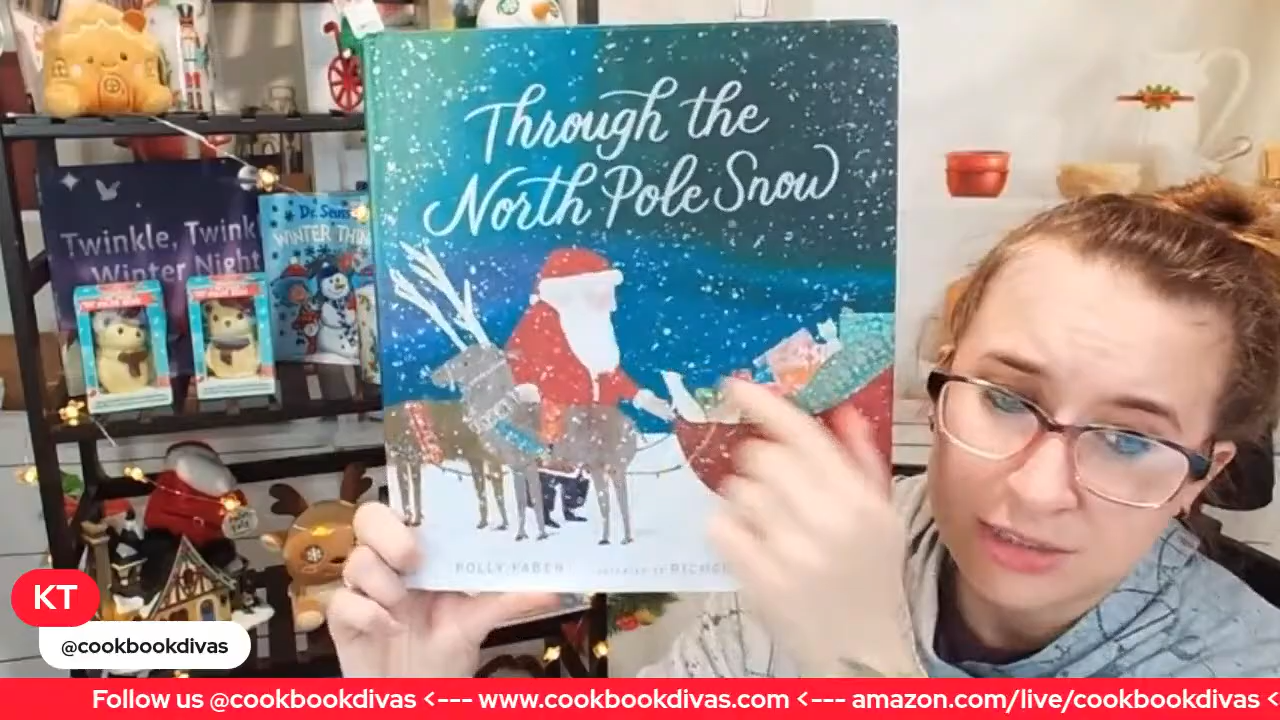 Through the
North Pole Snow
Twinkle, Twink
Winter Night
Dr. Seuss
WINTER THIN
POLLY FABER
KT
@cookbookdivas
Follow us @cookbookdivas <--- www.cookbookdivas.com <--- amazon.com/live/cookbookdivas <